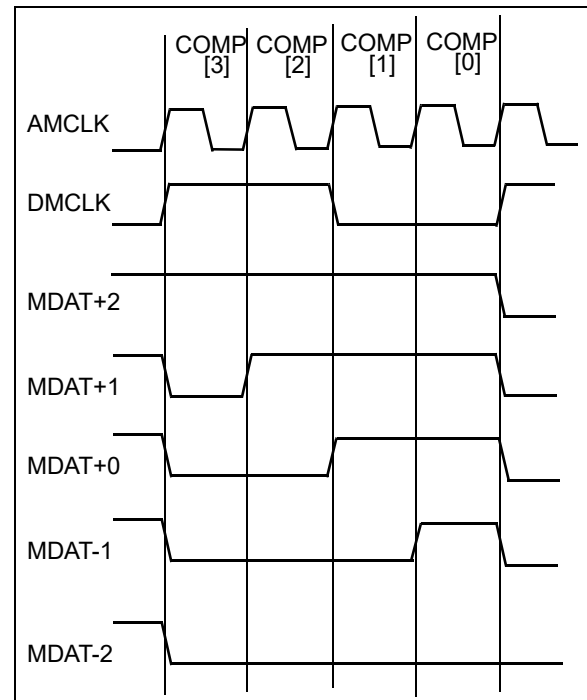 COMP COMP COMP COMP
[3] [2] [1] [0]
AMCLK
DMCLK
MDAT+2
MDAT+1
MDAT+0
MDAT-1
MDAT-2